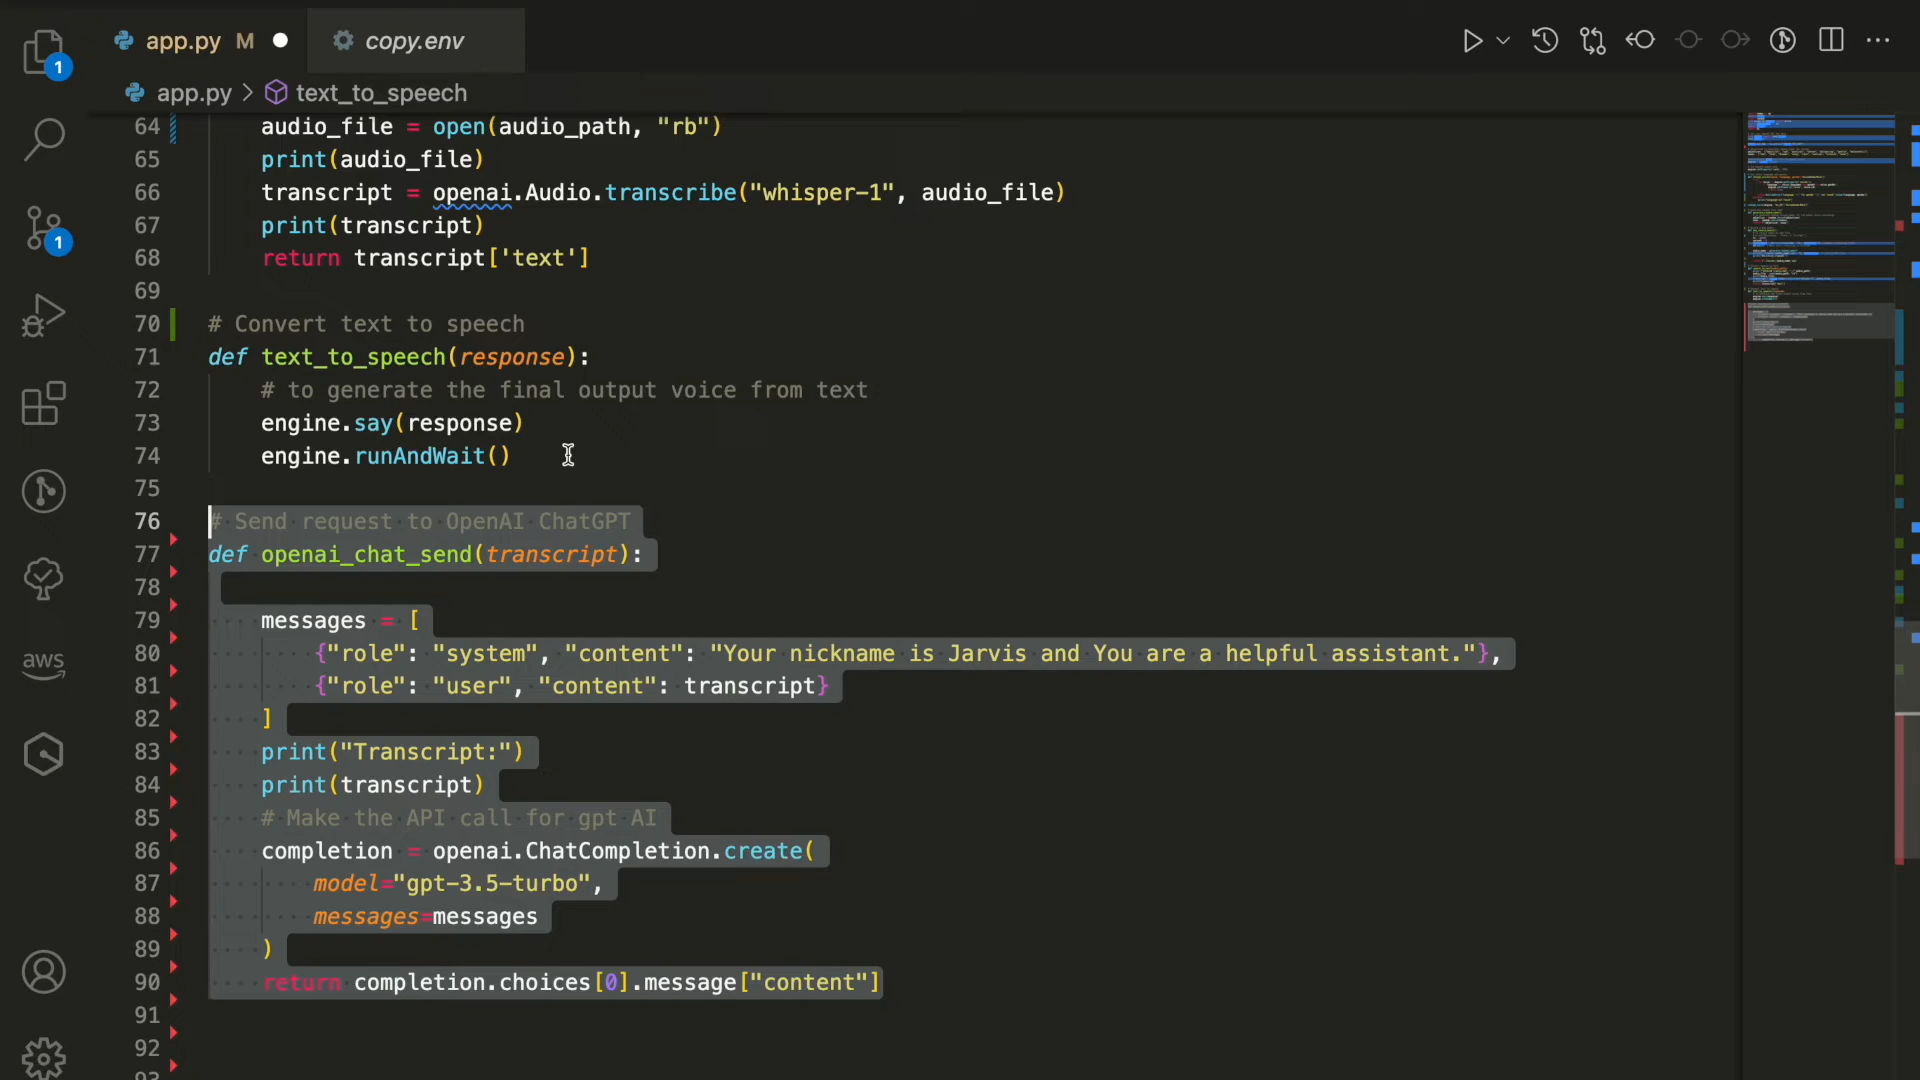 app.py M
copy.env
1
app.py > text_to_speech
64 audio_file = open(audio_path, "rb")
65 print(audio_file)
66 transcript = openai.Audio.transcribe("whisper-1", audio_file)
67 print(transcript)
68 return transcript['text']
69
70 # Convert text to speech
71 def text_to_speech(response):
72 # to generate the final output voice from text
73 engine.say(response)
74 engine.runAndWait()
75
76 # Send request to OpenAI ChatGPT
77 def openai_chat_send(transcript):
78
79 messages = [
80 {"role": "system", "content": "Your nickname is Jarvis and You are a helpful assistant."},
81 {"role": "user", "content": transcript}
82 ]
83 print("Transcript:")
84 print(transcript)
85 # Make the API call for gpt AI
86 completion = openai.ChatCompletion.create(
87 model="gpt-3.5-turbo",
88 messages=messages
89 )
90 return completion.choices[0].message["content"]
91
92
93
1
aws